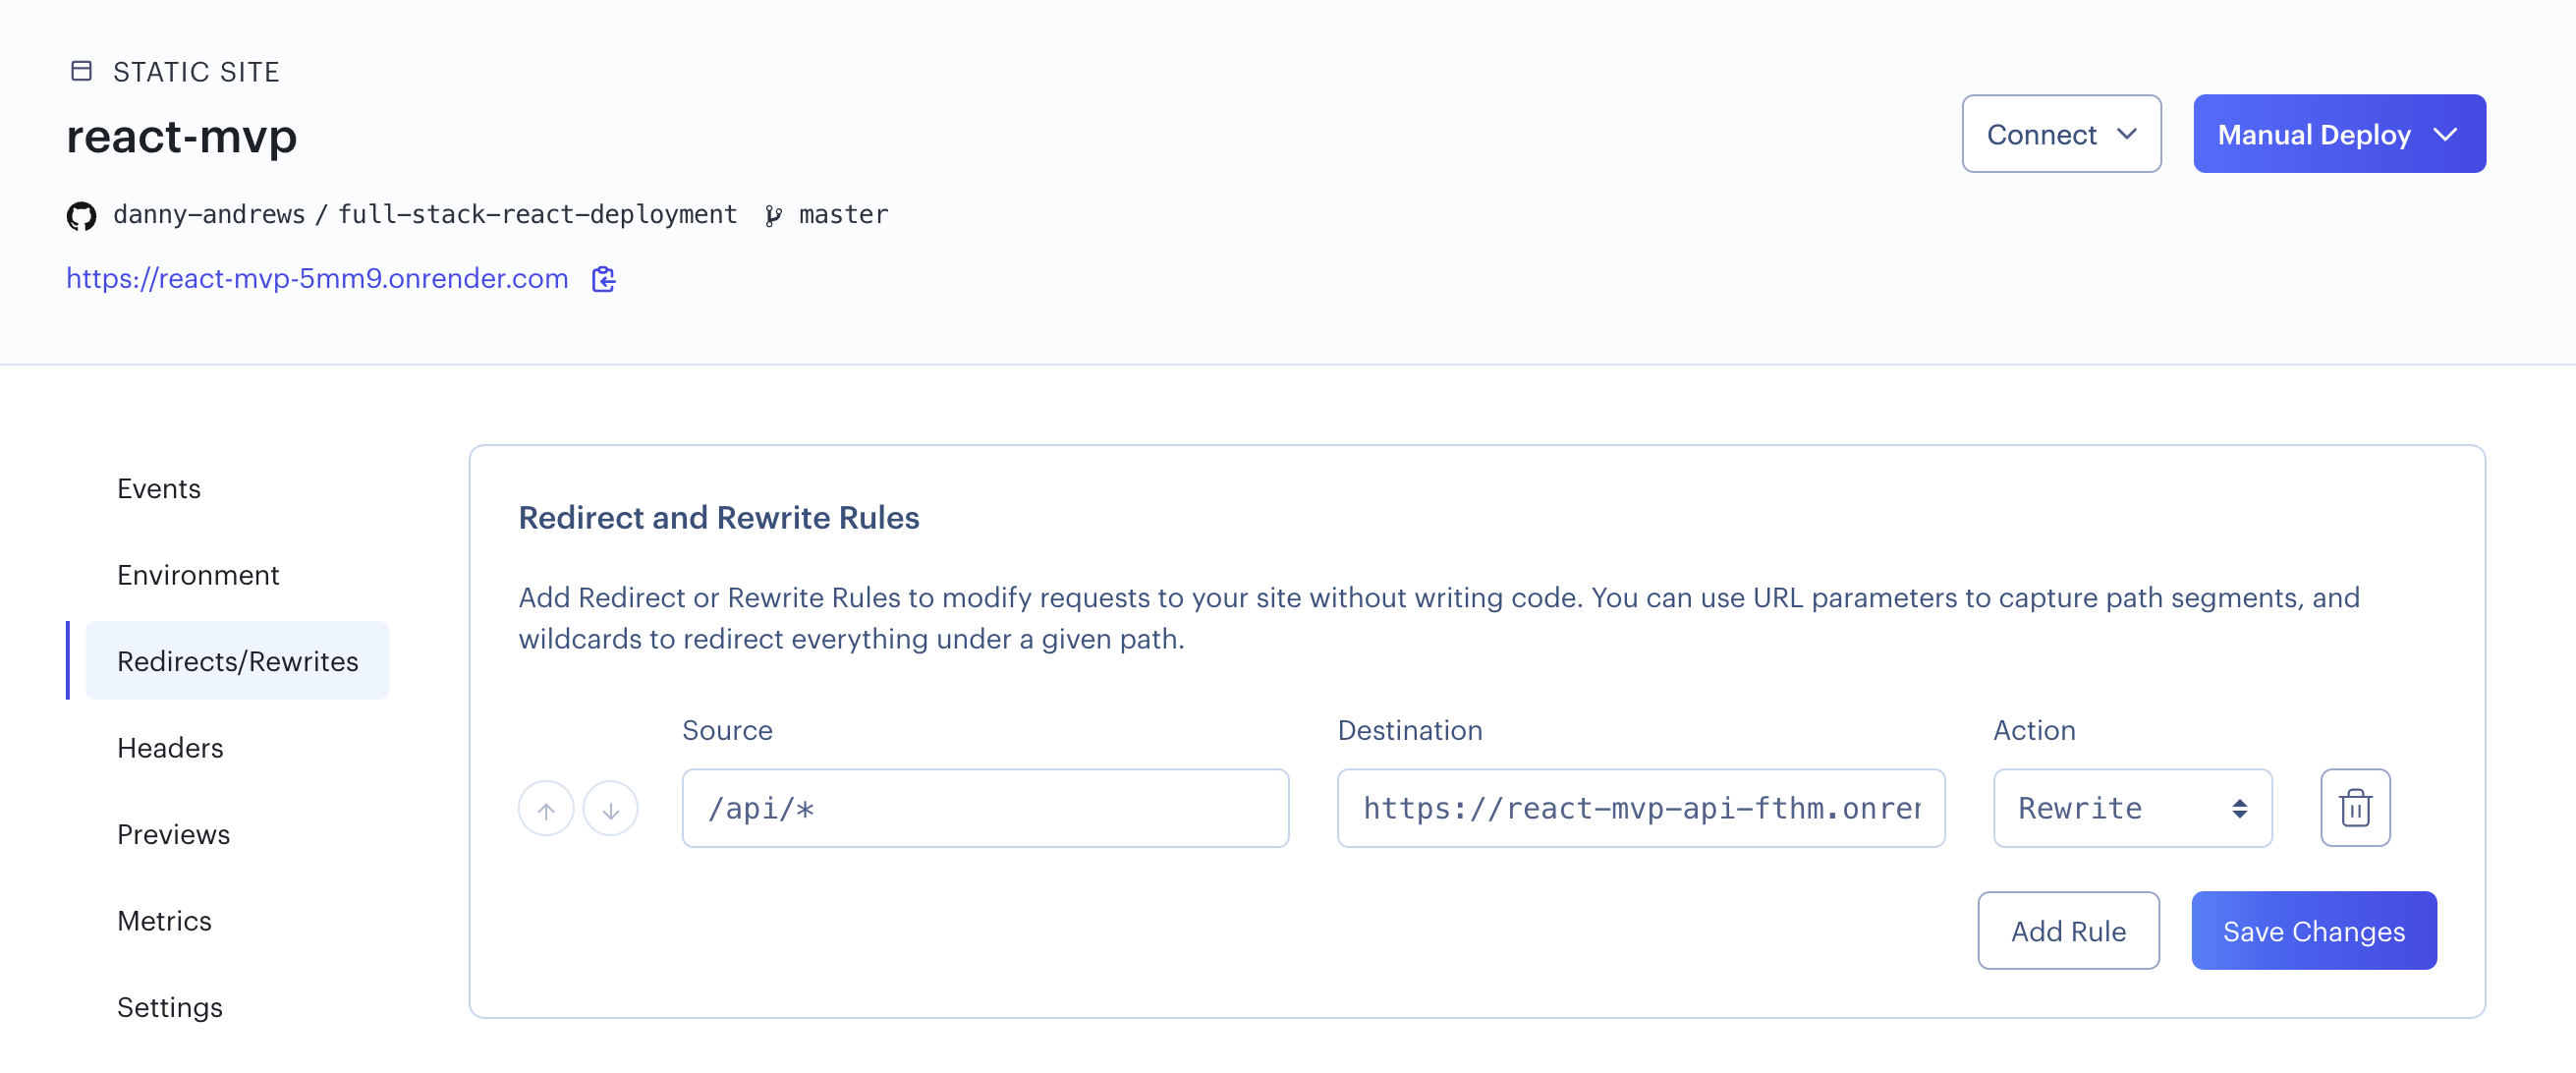 STATIC SITE
react-mvp
Connect
Manual Deploy
danny-andrews / full-stack-react-deployment master
https://react-mvp-5mm9.onrender.com
Events
Environment
Redirects/Rewrites
Headers
Previews
Metrics
Settings
Redirect and Rewrite Rules
Add Redirect or Rewrite Rules to modify requests to your site without writing code. You can use URL parameters to capture path segments, and
wildcards to redirect everything under a given path.
Source Destination Action
/api/* https://react-mvp-api-fthm.onrer Rewrite
Add Rule Save Changes